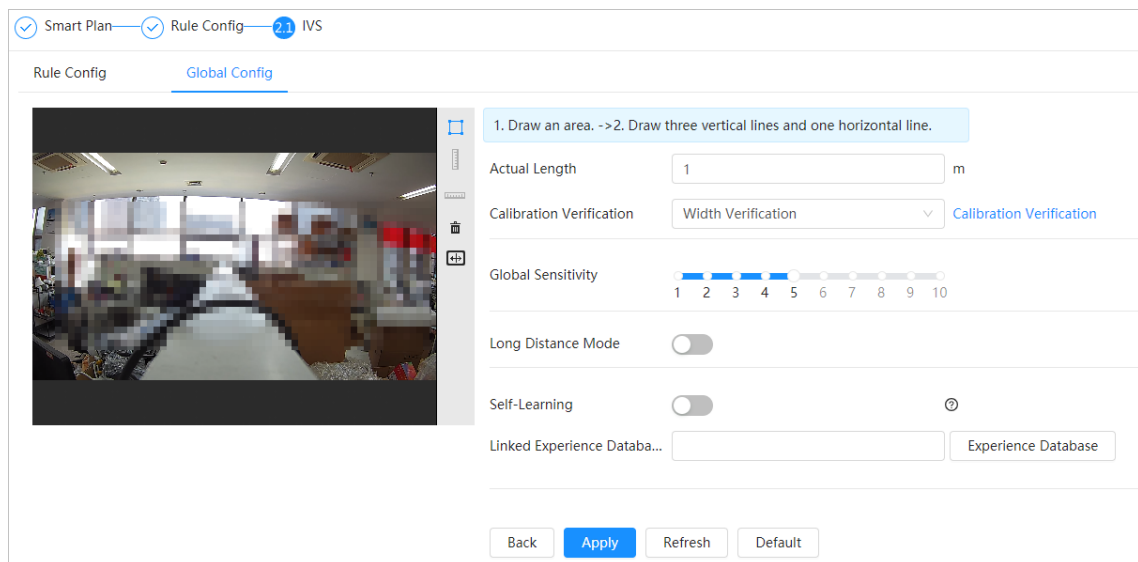 Smart Plan Rule Config 2.1 IVS
Rule Config Global Config
1. Draw an area. ->2. Draw three vertical lines and one horizontal line.
Actual Length 1 m
Calibration Verification Width Verification Calibration Verification
Global Sensitivity
1 2 3 4 5 6 7 8 9 10
Long Distance Mode
Self-Learning ?
Linked Experience Databa... Experience Database
Back Apply Refresh Default